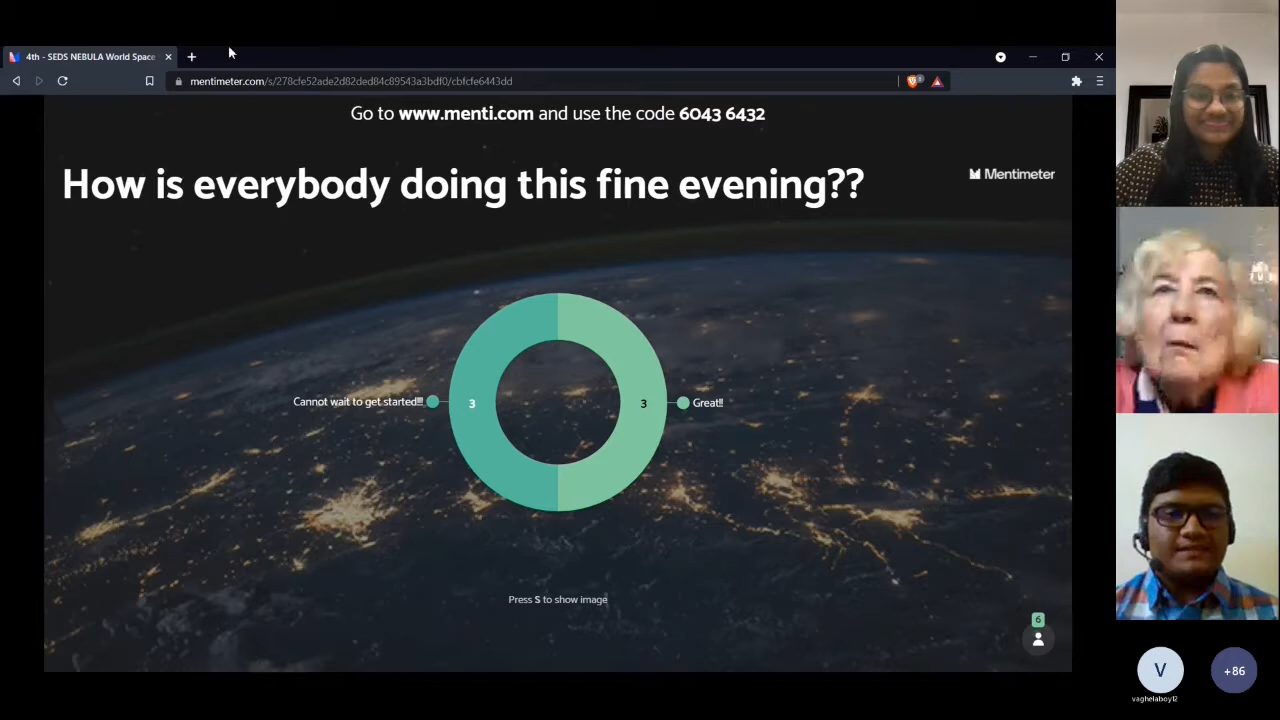 4th - SEDS NEBULA World Space
mentimeter.com/s/278cfe52ade2d82ded84c89543a3bdf0/cbfcfe6443dd
Go to www.menti.com and use the code 6043 6432
How is everybody doing this fine evening??
Mentimeter
Cannot wait to get started!!!
3
3
Great!!
Press S to show image
6
V
+86
vaghelaboy12